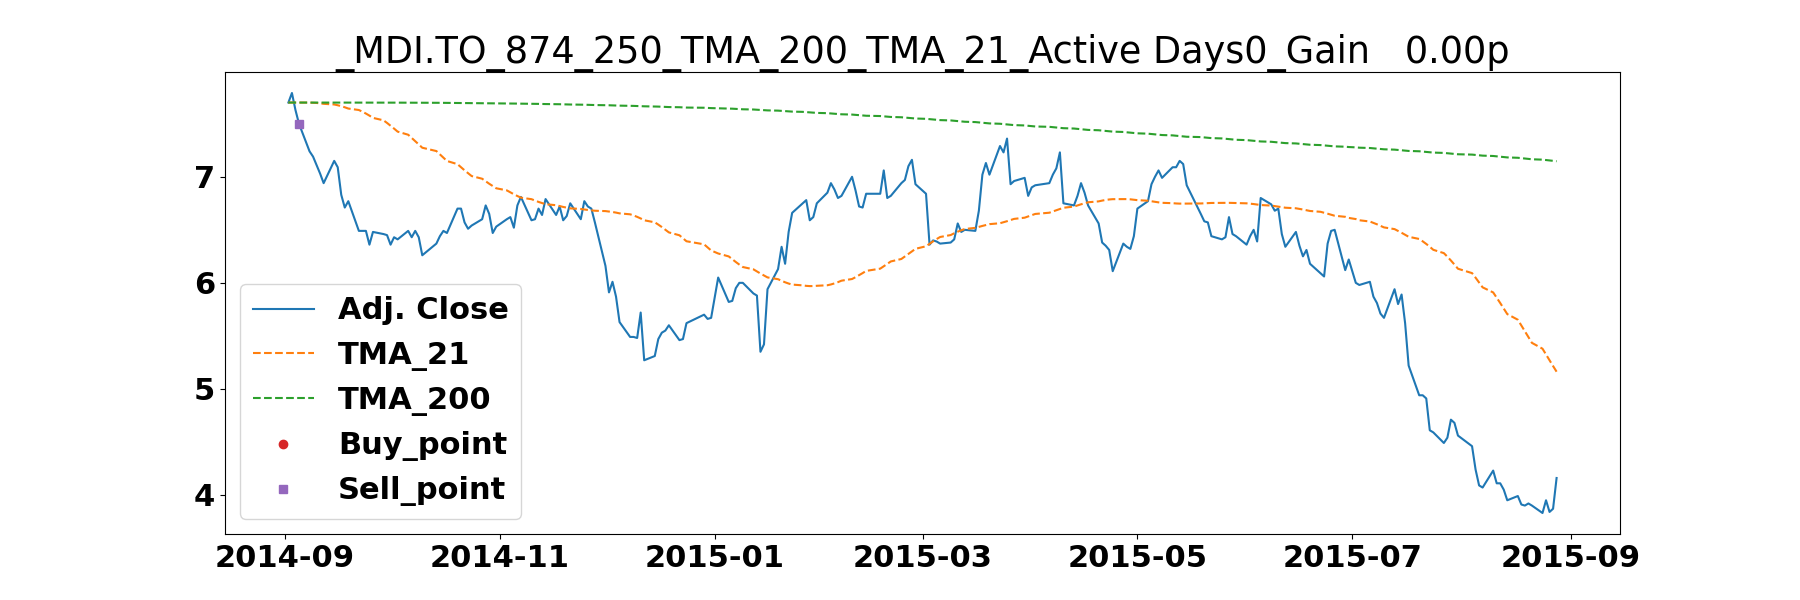 _MDI.TO_874_250_TMA_200_TMA_21_Active Days0_Gain   0.00p
7
6
5
4
Adj. Close
TMA_21
TMA_200
Buy_point
Sell_point
2014-09 2014-11 2015-01 2015-03 2015-05 2015-07 2015-09